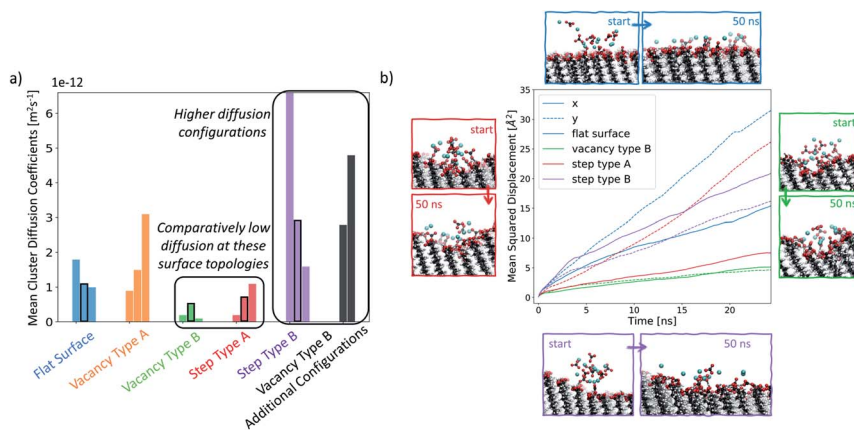 a)
1e-12
Mean Cluster Diffusion Coefficients [m²s⁻¹]
6
5
4
3
2
1
0
Higher diffusion
configurations
Comparatively low
diffusion at these
surface topologies
Flat Surface
Vacancy Type A
Vacancy Type B
Step Type A
Step Type B
Vacancy Type B
Additional Configurations
b)
start
50 ns
start
50 ns
Mean Squared Displacement [Å²]
35
30
25
20
15
10
5
0
x
y
flat surface
vacancy type B
step type A
step type B
0
5
10
15
20
Time [ns]
start
50 ns
start
50 ns